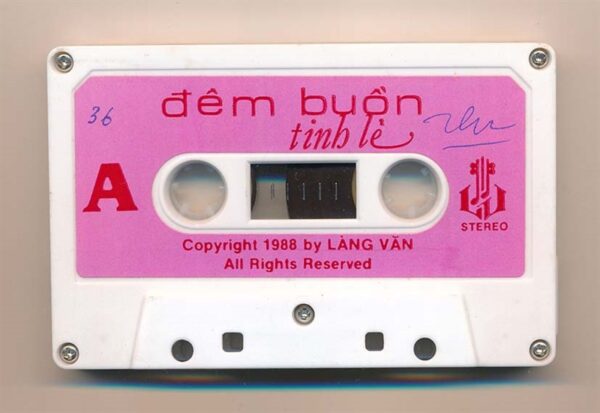 36
đêm buồn
tỉnh lẻ
A
STEREO
Copyright 1988 by LÀNG VĂN
All Rights Reserved